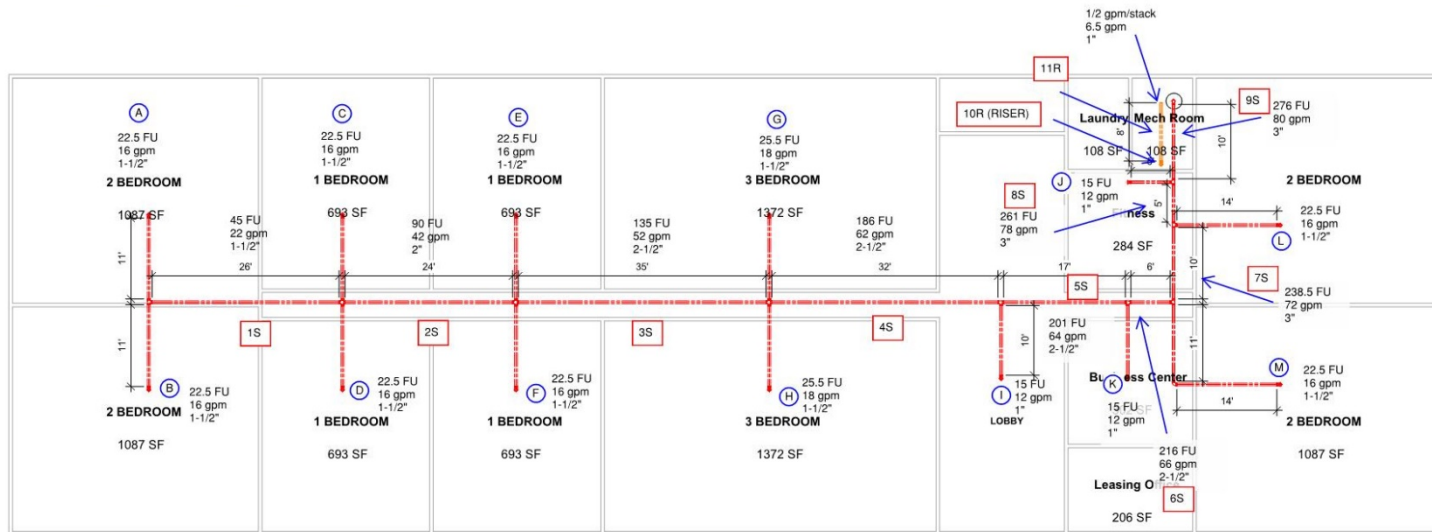 1/2 gpm/stack
6.5 gpm
1"
11R
10R (RISER)
9S
276 FU
80 gpm
3"
Laundry Mech Room
108 SF 108 SF
8'
10'
A
22.5 FU
16 gpm
1-1/2"
2 BEDROOM
1087 SF
C
22.5 FU
16 gpm
1-1/2"
1 BEDROOM
693 SF
E
22.5 FU
16 gpm
1-1/2"
1 BEDROOM
693 SF
G
25.5 FU
18 gpm
1-1/2"
3 BEDROOM
1372 SF
J
15 FU
12 gpm
1"
2 BEDROOM
8S
261 FU
78 gpm
3"
5'
284 SF
14'
22.5 FU
16 gpm
1-1/2"
L
45 FU
22 gpm
1-1/2"
90 FU
42 gpm
2"
135 FU
52 gpm
2-1/2"
186 FU
62 gpm
2-1/2"
11'
26'
24'
35'
32'
17'
6'
10'
5S
7S
238.5 FU
72 gpm
3"
1S
2S
3S
4S
11'
10'
201 FU
64 gpm
2-1/2"
11'
B
22.5 FU
16 gpm
1-1/2"
2 BEDROOM
1087 SF
D
22.5 FU
16 gpm
1-1/2"
1 BEDROOM
693 SF
F
22.5 FU
16 gpm
1-1/2"
1 BEDROOM
693 SF
H
25.5 FU
18 gpm
1-1/2"
3 BEDROOM
1372 SF
I
15 FU
12 gpm
1"
LOBBY
Center
K
15 FU
12 gpm
1"
M
22.5 FU
16 gpm
1-1/2"
14'
2 BEDROOM
1087 SF
216 FU
66 gpm
2-1/2"
6S
Leasing
206 SF